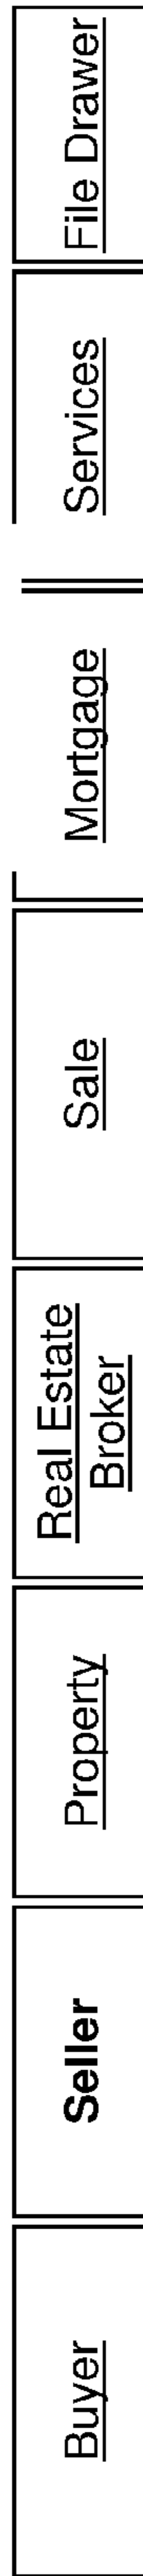 Buyer
Seller
Property
Real Estate
Broker
Sale
Mortgage
Services
File Drawer